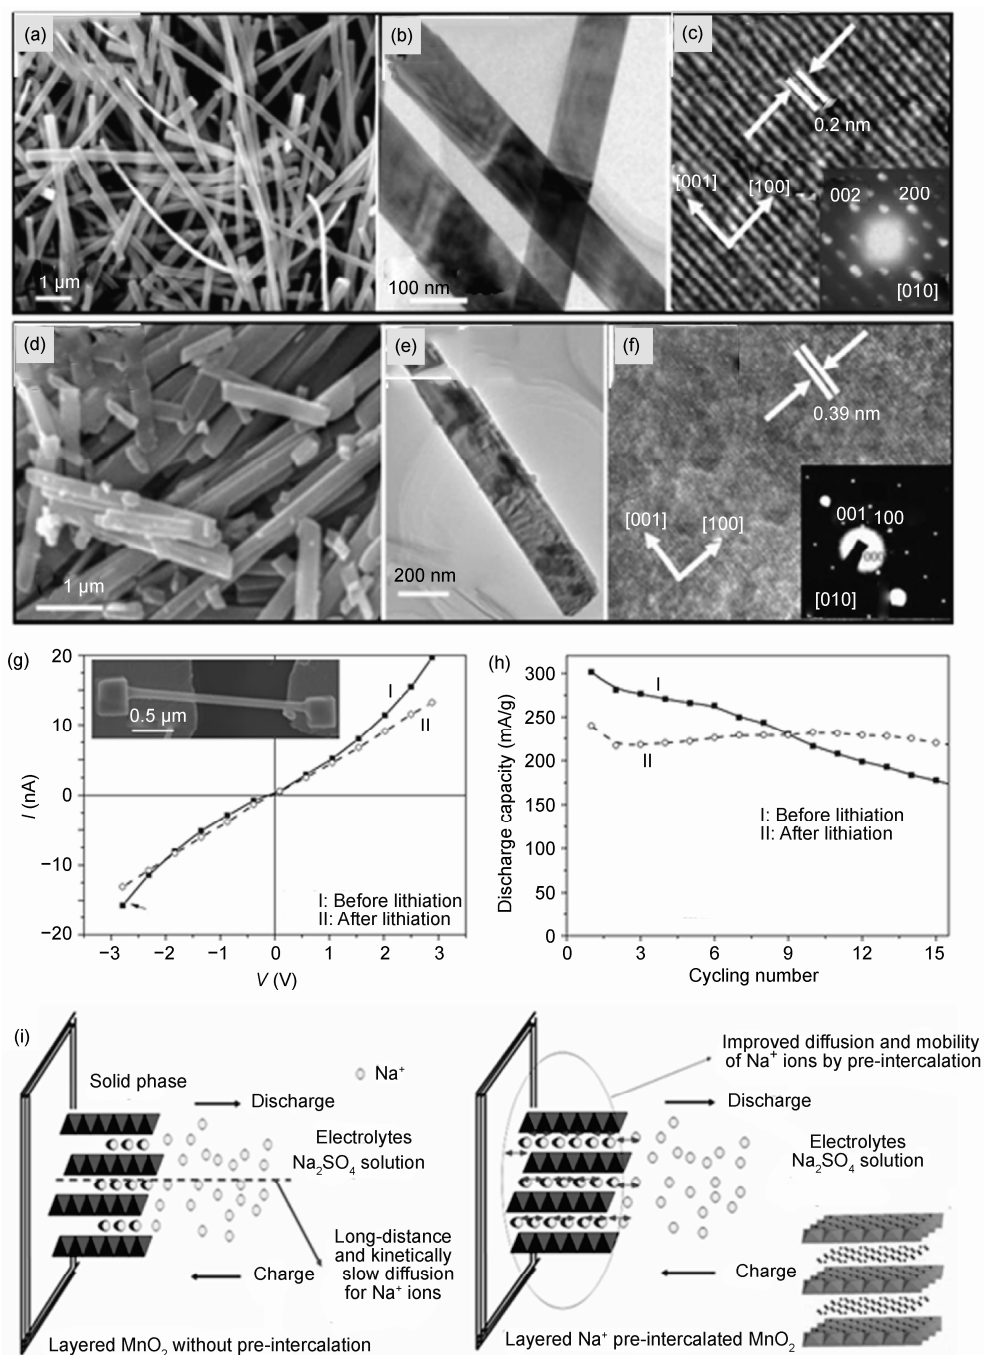 (a)
1 μm
(b)
100 nm
(c)
0.2 nm
[001]
[100]
002
200
[010]
(d)
1 μm
(e)
200 nm
(f)
0.39 nm
[001]
[100]
001 100
000
[010]
(g)
20
10
0
−10
−20
I (nA)
0.5 μm
I
II
I: Before lithiation
II: After lithiation
−3 −2 −1 0 1 2 3
V (V)
(h)
300
250
200
150
100
50
0
Discharge capacity (mA/g)
I
II
I: Before lithiation
II: After lithiation
0 3 6 9 12 15
Cycling number
(i)
Solid phase
Na⁺
Discharge
Electrolytes
Na₂SO₄ solution
Long-distance
and kinetically
slow diffusion
for Na⁺ ions
Charge
Layered MnO₂ without pre-intercalation
Improved diffusion and mobility
of Na⁺ ions by pre-intercalation
Discharge
Electrolytes
Na₂SO₄ solution
Charge
Layered Na⁺ pre-intercalated MnO₂